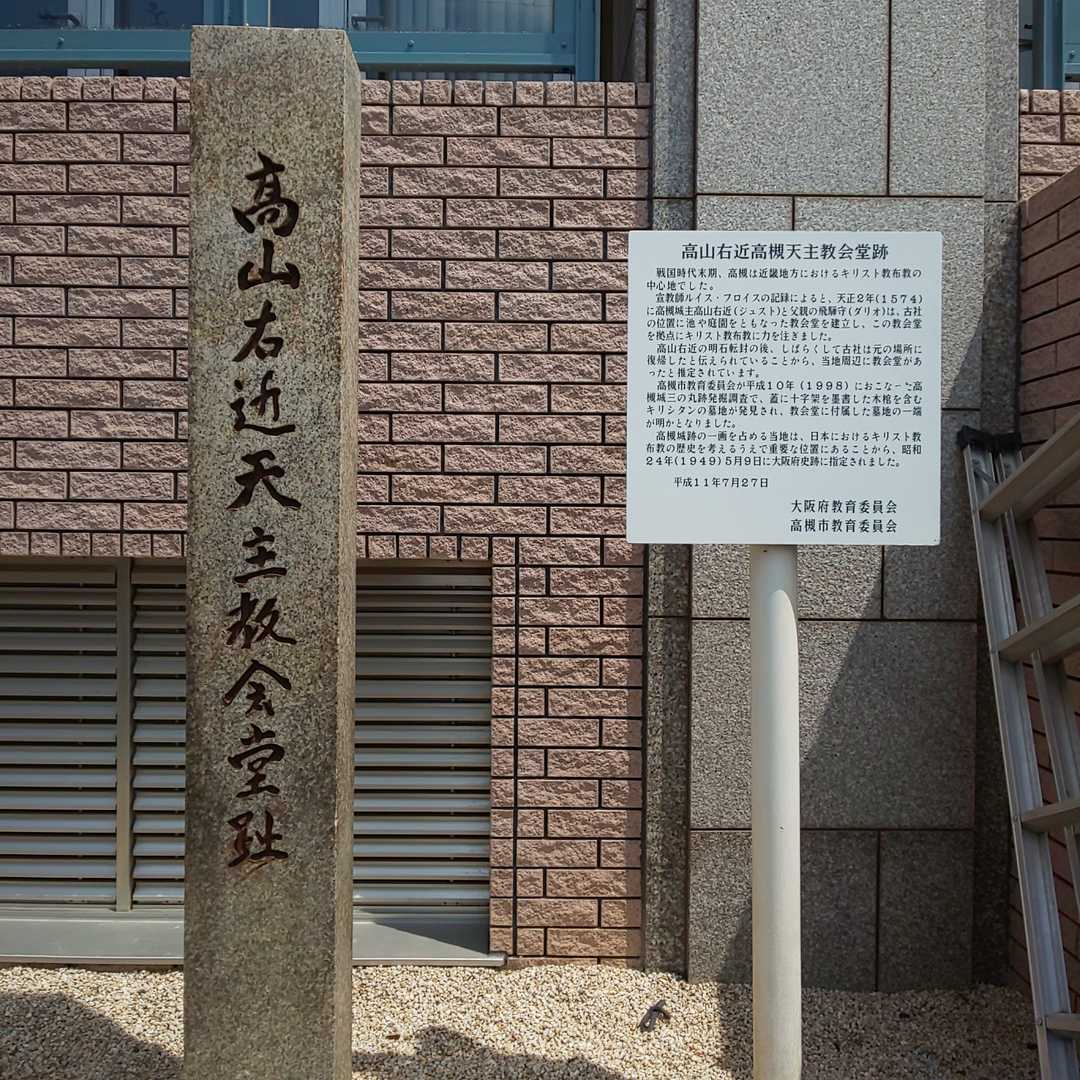 高山右近天主教会堂趾
高山右近高槻天主教会堂跡
戦国時代末期、高槻は近畿地方におけるキリスト教布教の
中心地でした。
宣教師ルイス・フロイスの記録によると、天正2年(1574)
に高槻城主高山右近(ジュスト)と父親の飛騨守(ダリオ)は、古社
の位置に池や庭園をともなった教会堂を建立し、この教会堂
を拠点にキリスト教布教に力を注ぎました。
高山右近の明石転封の後、しばらくして古社は元の場所に
復帰したと伝えられていることから、当地周辺に教会堂があ
ったと推定されています。
高槻市教育委員会が平成10年(1998)におこなった高
槻城三の丸跡発掘調査で、蓋に十字架を墨書した木棺を含む
キリシタンの墓地が発見され、教会堂に付属した墓地の一端
が明かとなりました。
高槻城跡の一画を占める当地は、日本におけるキリスト教
布教の歴史を考えるうえで重要な位置にあることから、昭和
24年(1949)5月9日に大阪府史跡に指定されました。
平成11年7月27日
大阪府教育委員会
高槻市教育委員会